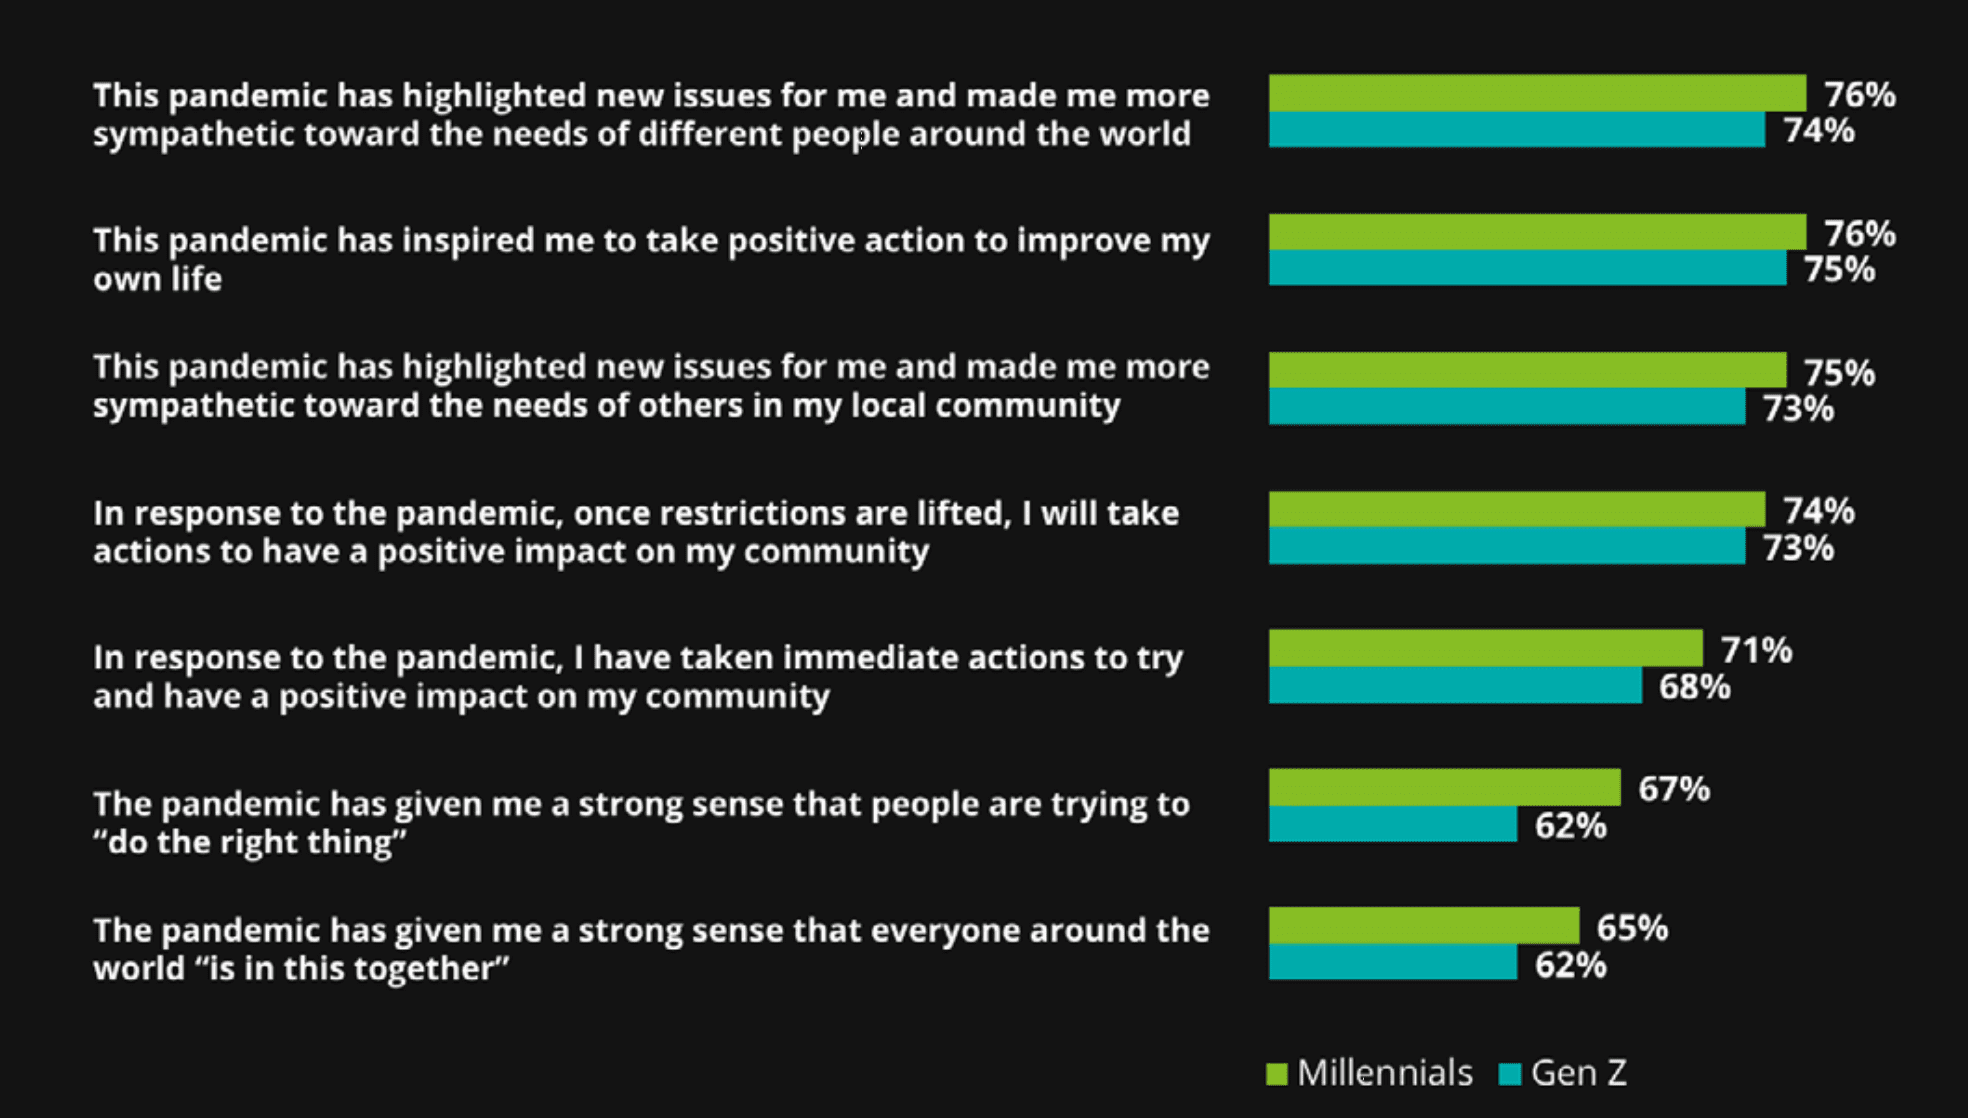 This pandemic has highlighted new issues for me and made me more
sympathetic toward the needs of different people around the world
76%
74%
This pandemic has inspired me to take positive action to improve my
own life
76%
75%
This pandemic has highlighted new issues for me and made me more
sympathetic toward the needs of others in my local community
75%
73%
In response to the pandemic, once restrictions are lifted, I will take
actions to have a positive impact on my community
74%
73%
In response to the pandemic, I have taken immediate actions to try
and have a positive impact on my community
71%
68%
The pandemic has given me a strong sense that people are trying to
“do the right thing”
67%
62%
The pandemic has given me a strong sense that everyone around the
world “is in this together”
65%
62%
Millennials Gen Z